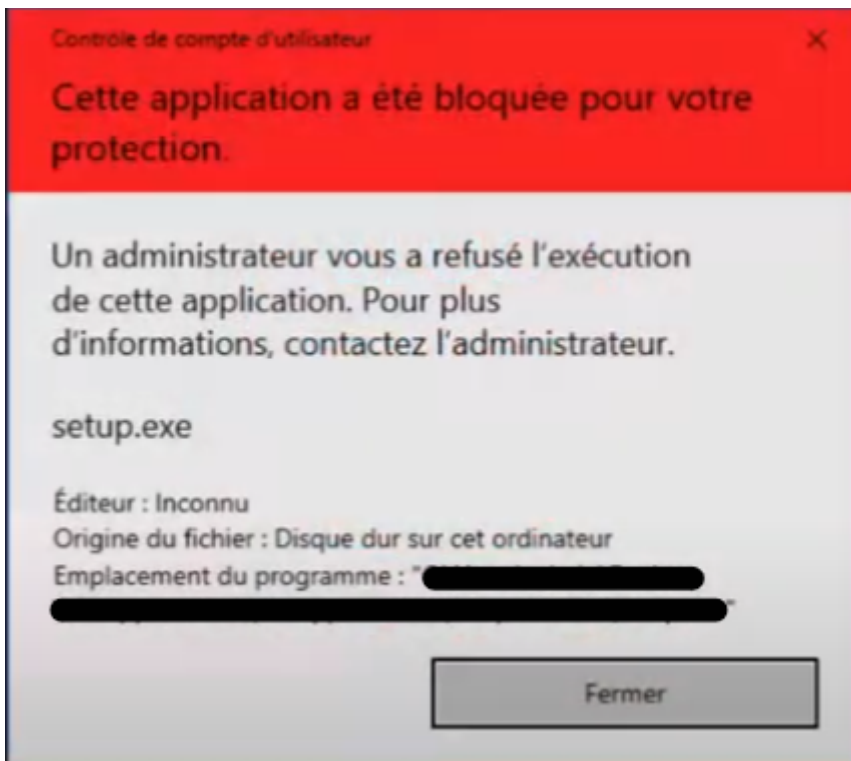 Contrôle de compte d'utilisateur
Cette application a été bloquée pour votre
protection.
Un administrateur vous a refusé l'exécution
de cette application. Pour plus
d'informations, contactez l'administrateur.
setup.exe
Éditeur : Inconnu
Origine du fichier : Disque dur sur cet ordinateur
Emplacement du programme : "
"
Fermer